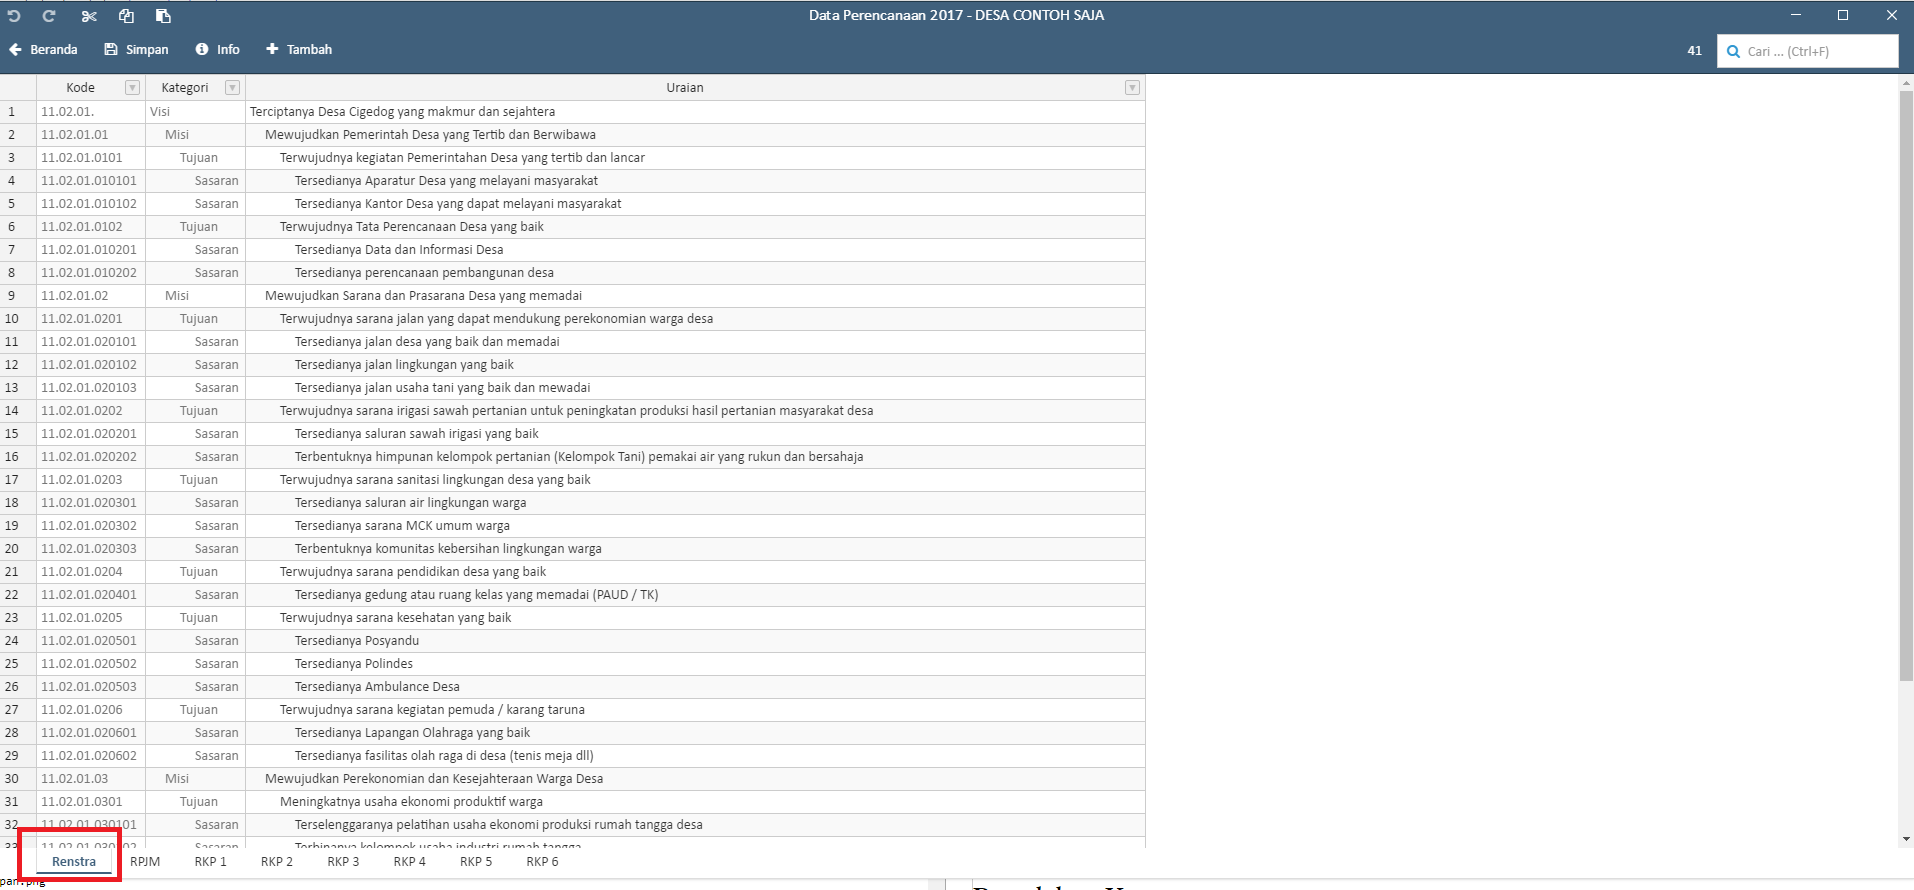 Data Perencanaan 2017 - DESA CONTOH SAJA
Beranda Simpan Info Tambah 41 Cari ... (Ctrl+F)
Kode Kategori Uraian
1 11.02.01. Visi Terciptanya Desa Cigedog yang makmur dan sejahtera
2 11.02.01.01 Misi Mewujudkan Pemerintah Desa yang Tertib dan Berwibawa
3 11.02.01.0101 Tujuan Terwujudnya kegiatan Pemerintahan Desa yang tertib dan lancar
4 11.02.01.010101 Sasaran Tersedianya Aparatur Desa yang melayani masyarakat
5 11.02.01.010102 Sasaran Tersedianya Kantor Desa yang dapat melayani masyarakat
6 11.02.01.0102 Tujuan Terwujudnya Tata Perencanaan Desa yang baik
7 11.02.01.010201 Sasaran Tersedianya Data dan Informasi Desa
8 11.02.01.010202 Sasaran Tersedianya perencanaan pembangunan desa
9 11.02.01.02 Misi Mewujudkan Sarana dan Prasarana Desa yang memadai
10 11.02.01.0201 Tujuan Terwujudnya sarana jalan yang dapat mendukung perekonomian warga desa
11 11.02.01.020101 Sasaran Tersedianya jalan desa yang baik dan memadai
12 11.02.01.020102 Sasaran Tersedianya jalan lingkungan yang baik
13 11.02.01.020103 Sasaran Tersedianya jalan usaha tani yang baik dan mewadai
14 11.02.01.0202 Tujuan Terwujudnya sarana irigasi sawah pertanian untuk peningkatan produksi hasil pertanian masyarakat desa
15 11.02.01.020201 Sasaran Tersedianya saluran sawah irigasi yang baik
16 11.02.01.020202 Sasaran Terbentuknya himpunan kelompok pertanian (Kelompok Tani) pemakai air yang rukun dan bersahaja
17 11.02.01.0203 Tujuan Terwujudnya sarana sanitasi lingkungan desa yang baik
18 11.02.01.020301 Sasaran Tersedianya saluran air lingkungan warga
19 11.02.01.020302 Sasaran Tersedianya sarana MCK umum warga
20 11.02.01.020303 Sasaran Terbentuknya komunitas kebersihan lingkungan warga
21 11.02.01.0204 Tujuan Terwujudnya sarana pendidikan desa yang baik
22 11.02.01.020401 Sasaran Tersedianya gedung atau ruang kelas yang memadai (PAUD / TK)
23 11.02.01.0205 Tujuan Terwujudnya sarana kesehatan yang baik
24 11.02.01.020501 Sasaran Tersedianya Posyandu
25 11.02.01.020502 Sasaran Tersedianya Polindes
26 11.02.01.020503 Sasaran Tersedianya Ambulance Desa
27 11.02.01.0206 Tujuan Terwujudnya sarana kegiatan pemuda / karang taruna
28 11.02.01.020601 Sasaran Tersedianya Lapangan Olahraga yang baik
29 11.02.01.020602 Sasaran Tersedianya fasilitas olah raga di desa (tenis meja dll)
30 11.02.01.03 Misi Mewujudkan Perekonomian dan Kesejahteraan Warga Desa
31 11.02.01.0301 Tujuan Meningkatnya usaha ekonomi produktif warga
32 11.02.01.030101 Sasaran Terselenggaranya pelatihan usaha ekonomi produksi rumah tangga desa
33 11.02.01.030102 Sasaran Terbinanya kelompok usaha industri rumah tangga
Renstra RPJM RKP 1 RKP 2 RKP 3 RKP 4 RKP 5 RKP 6